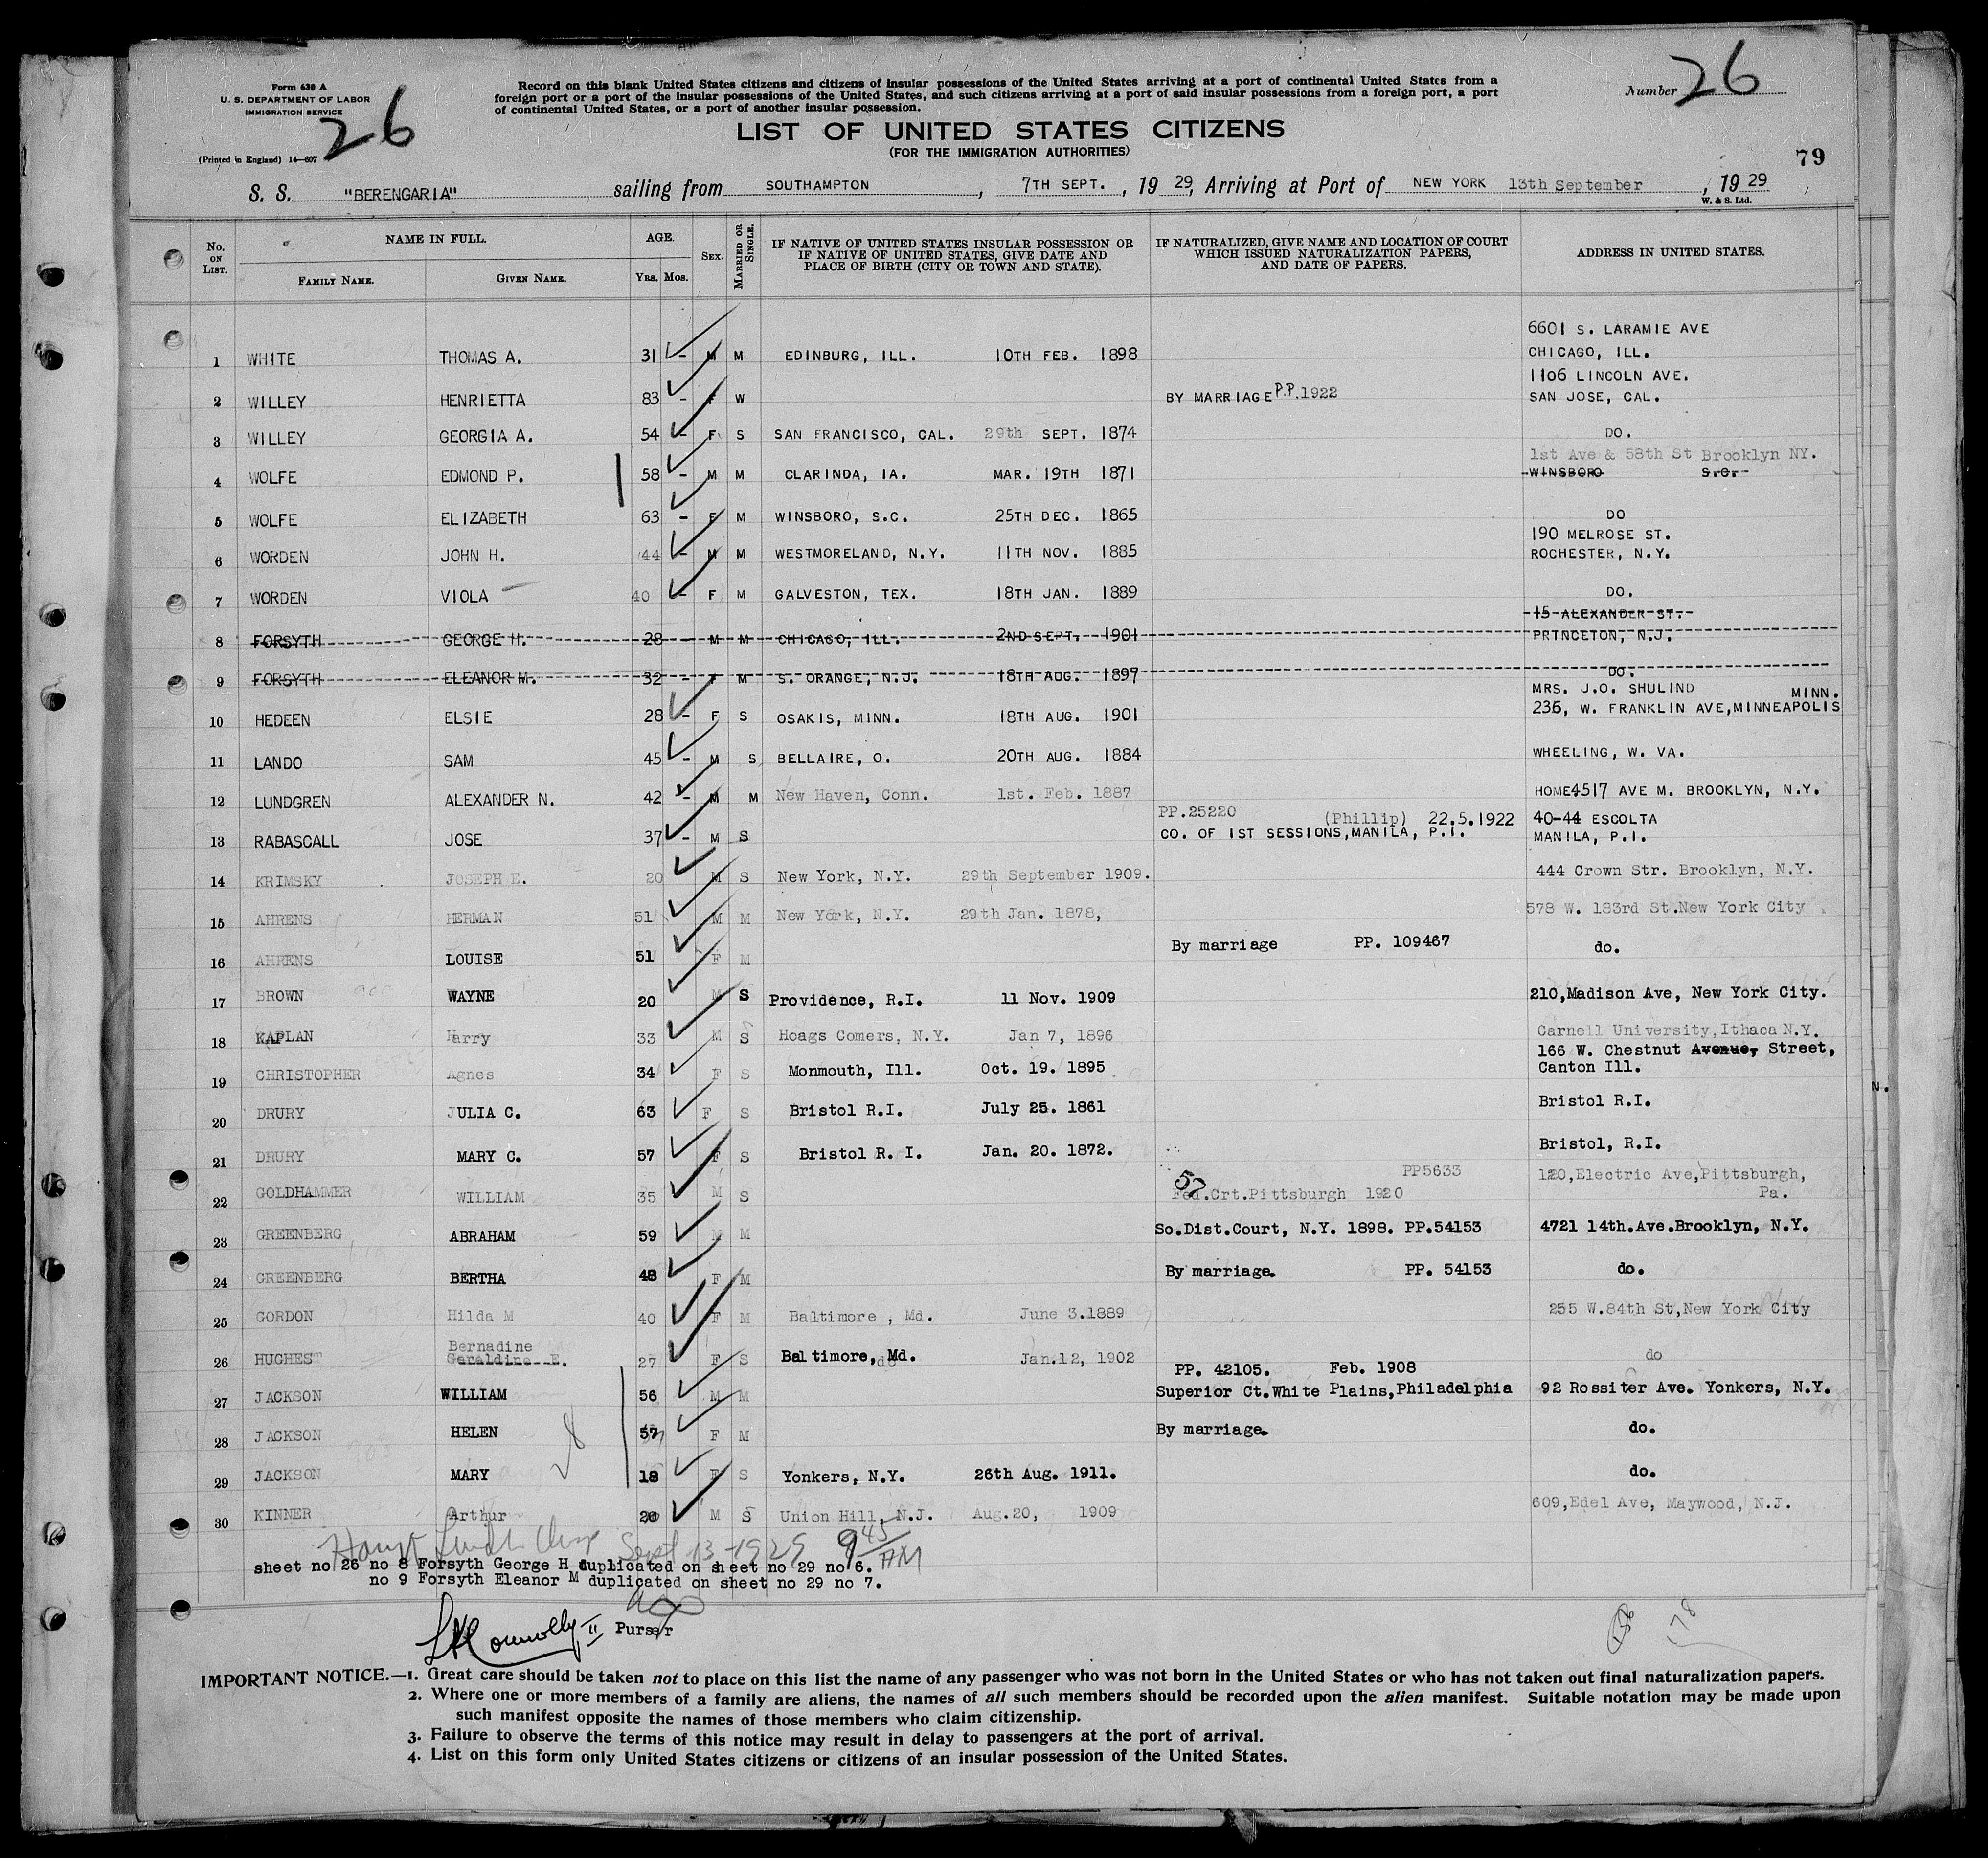 Form 630 A
U. S. DEPARTMENT OF LABOR
IMMIGRATION SERVICE
26
(Printed in England) 14—607
Record on this blank United States citizens and citizens of insular possessions of the United States arriving at a port of continental United States from a
foreign port or a port of the insular possessions of the United States, and such citizens arriving at a port of said insular possessions from a foreign port, a port
of continental United States, or a port of another insular possession.
Number 26
LIST OF UNITED STATES CITIZENS
(FOR THE IMMIGRATION AUTHORITIES)
79
S. S. "BERENGARIA" sailing from SOUTHAMPTON, 7TH SEPT., 1929, Arriving at Port of NEW YORK 13th September, 1929
W. & S. Ltd.
No. ON LIST. NAME IN FULL. FAMILY NAME. GIVEN NAME. AGE. YRS. MOS. SEX. MARRIED OR SINGLE. IF NATIVE OF UNITED STATES INSULAR POSSESSION OR IF NATIVE OF UNITED STATES, GIVE DATE AND PLACE OF BIRTH (CITY OR TOWN AND STATE). IF NATURALIZED, GIVE NAME AND LOCATION OF COURT WHICH ISSUED NATURALIZATION PAPERS, AND DATE OF PAPERS. ADDRESS IN UNITED STATES.
6601 S. LARAMIE AVE
1 WHITE THOMAS A. 31 - M M EDINBURG, ILL. 10TH FEB. 1898 CHICAGO, ILL.
1106 LINCOLN AVE.
2 WILLEY HENRIETTA 83 - F W BY MARRIAGE P.P.1922 SAN JOSE, CAL.
3 WILLEY GEORGIA A. 54 - F S SAN FRANCISCO, CAL. 29th SEPT. 1874 DO.
1st Ave & 58th St Brooklyn NY.
4 WOLFE EDMOND P. 58 - M M CLARINDA, IA. MAR. 19TH 1871 WINSBORO S.C.
5 WOLFE ELIZABETH 63 - F M WINSBORO, S.C. 25TH DEC. 1865 DO
190 MELROSE ST.
6 WORDEN JOHN H. 44 - M M WESTMORELAND, N.Y. 11TH NOV. 1885 ROCHESTER, N.Y.
7 WORDEN VIOLA 40 - F M GALVESTON, TEX. 18TH JAN. 1889 DO.
15 ALEXANDER ST.
8 FORSYTH GEORGE H. 28 - M M CHICAGO, ILL. 2ND SEPT. 1901 PRINCETON, N.J.
9 FORSYTH ELEANOR M. 32 - F M S. ORANGE, N.J. 18TH AUG. 1897 DO.
MRS. J.O. SHULIND MINN.
10 HEDEEN ELSIE 28 - F S OSAKIS, MINN. 18TH AUG. 1901 236, W. FRANKLIN AVE,MINNEAPOLIS
11 LANDO SAM 45 - M S BELLAIRE, O. 20TH AUG. 1884 WHEELING, W. VA.
12 LUNDGREN ALEXANDER N. 42 - M M New Haven, Conn. 1st. Feb. 1887 HOME4517 AVE M. BROOKLYN, N.Y.
PP.25220 (Phillip) 22.5.1922 40-44 ESCOLTA
13 RABASCALL JOSE 37 - M S CO. OF 1ST SESSIONS,MANILA, P.I. MANILA, P.I.
14 KRIMSKY JOSEPH E. 20 M S New York, N.Y. 29th September 1909. 444 Crown Str. Brooklyn, N.Y.
15 AHRENS HERMAN 51 M M New York, N.Y. 29th Jan. 1878, 578 W. 183rd St.New York City
16 AHRENS LOUISE 51 F M By marriage PP. 109467 do.
17 BROWN WAYNE 20 M S Providence, R.I. 11 Nov. 1909 210,Madison Ave, New York City.
18 KAPLAN Harry 33 M S Hoags Comers, N.Y. Jan 7, 1896 Carnell University,Ithaca N.Y.
166 W. Chestnut Avenue, Street,
19 CHRISTOPHER Agnes 34 F S Monmouth, Ill. Oct. 19. 1895 Canton Ill.
20 DRURY JULIA C. 63 F S Bristol R.I. July 25. 1861 Bristol R.I.
21 DRURY MARY C. 57 F S Bristol R. I. Jan. 20. 1872. Bristol, R.I.
57 PP5633 120,Electric Ave,Pittsburgh,
22 GOLDHAMMER WILLIAM 35 M S Fed.Crt.Pittsburgh 1920 Pa.
23 GREENBERG ABRAHAM 59 M M So.Dist.Court, N.Y. 1898. PP.54153 4721 14th.Ave.Brooklyn, N.Y.
24 GREENBERG BERTHA 48 F M By marriage. PP. 54153 do.
25 GORDON Hilda M 40 F M Baltimore , Md. June 3.1889 255 W.84th St,New York City
Bernadine
26 HUGHES Geraldine E. 27 F S Baltimore, Md. Jan.12, 1902 do
PP. 42105. Feb. 1908
27 JACKSON WILLIAM 56 M M Superior Ct.White Plains,Philadelphia 92 Rossiter Ave. Yonkers, N.Y.
28 JACKSON HELEN 57 F M By marriage. do.
29 JACKSON MARY 18 F S Yonkers, N.Y. 26th Aug. 1911. do.
30 KINNER Arthur 20 M S Union Hill, N.J. Aug.20, 1909 609,Edel Ave, Maywood, N.J.
Sept 13-1929 9 45 AM
sheet no 26 no 8 Forsyth George H duplicated on sheet no 29 no 6.
no 9 Forsyth Eleanor M duplicated on sheet no 29 no 7.
Connolly II Purser
78
IMPORTANT NOTICE.—1. Great care should be taken not to place on this list the name of any passenger who was not born in the United States or who has not taken out final naturalization papers.
2. Where one or more members of a family are aliens, the names of all such members should be recorded upon the alien manifest. Suitable notation may be made upon
such manifest opposite the names of those members who claim citizenship.
3. Failure to observe the terms of this notice may result in delay to passengers at the port of arrival.
4. List on this form only United States citizens or citizens of an insular possession of the United States.